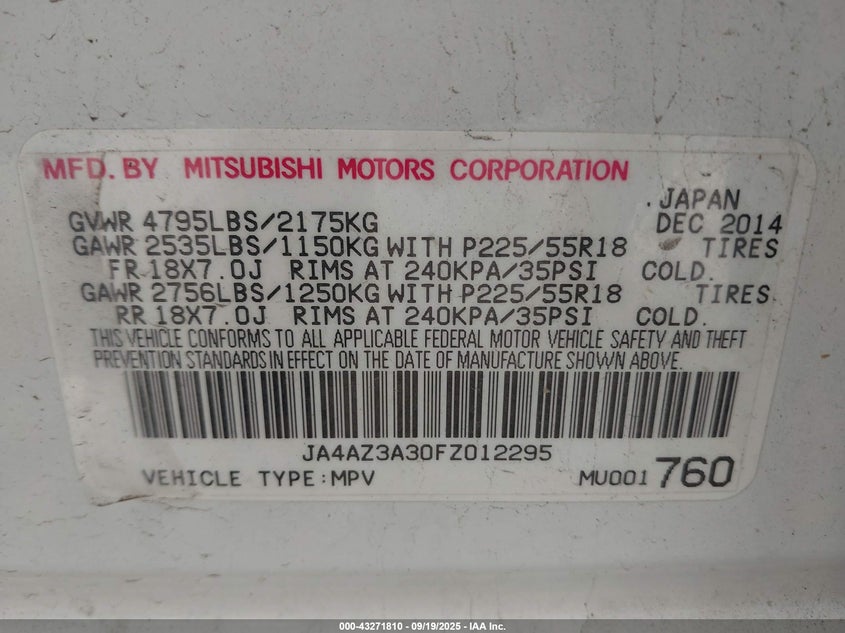 MFD. BY MITSUBISHI MOTORS CORPORATION
.JAPAN
GVWR 4795LBS/2175KG DEC 2014
GAWR 2535LBS/1150KG WITH P225/55R18 TIRES
FR 18X7.0J RIMS AT 240KPA/35PSI COLD.
GAWR 2756LBS/1250KG WITH P225/55R18 TIRES.
RR 18X7.0J RIMS AT 240KPA/35PSI COLD.
THIS VEHICLE CONFORMS TO ALL APPLICABLE FEDERAL MOTOR VEHICLE SAFETY AND THEFT
PREVENTION STANDARDS IN EFFECT ON THE DATE OF MANUFACTURE SHOWN ABOVE.
JA4AZ3A30FZ012295
VEHICLE TYPE:MPV MU001 760
000-43271810 - 09/19/2025 - IAA Inc.